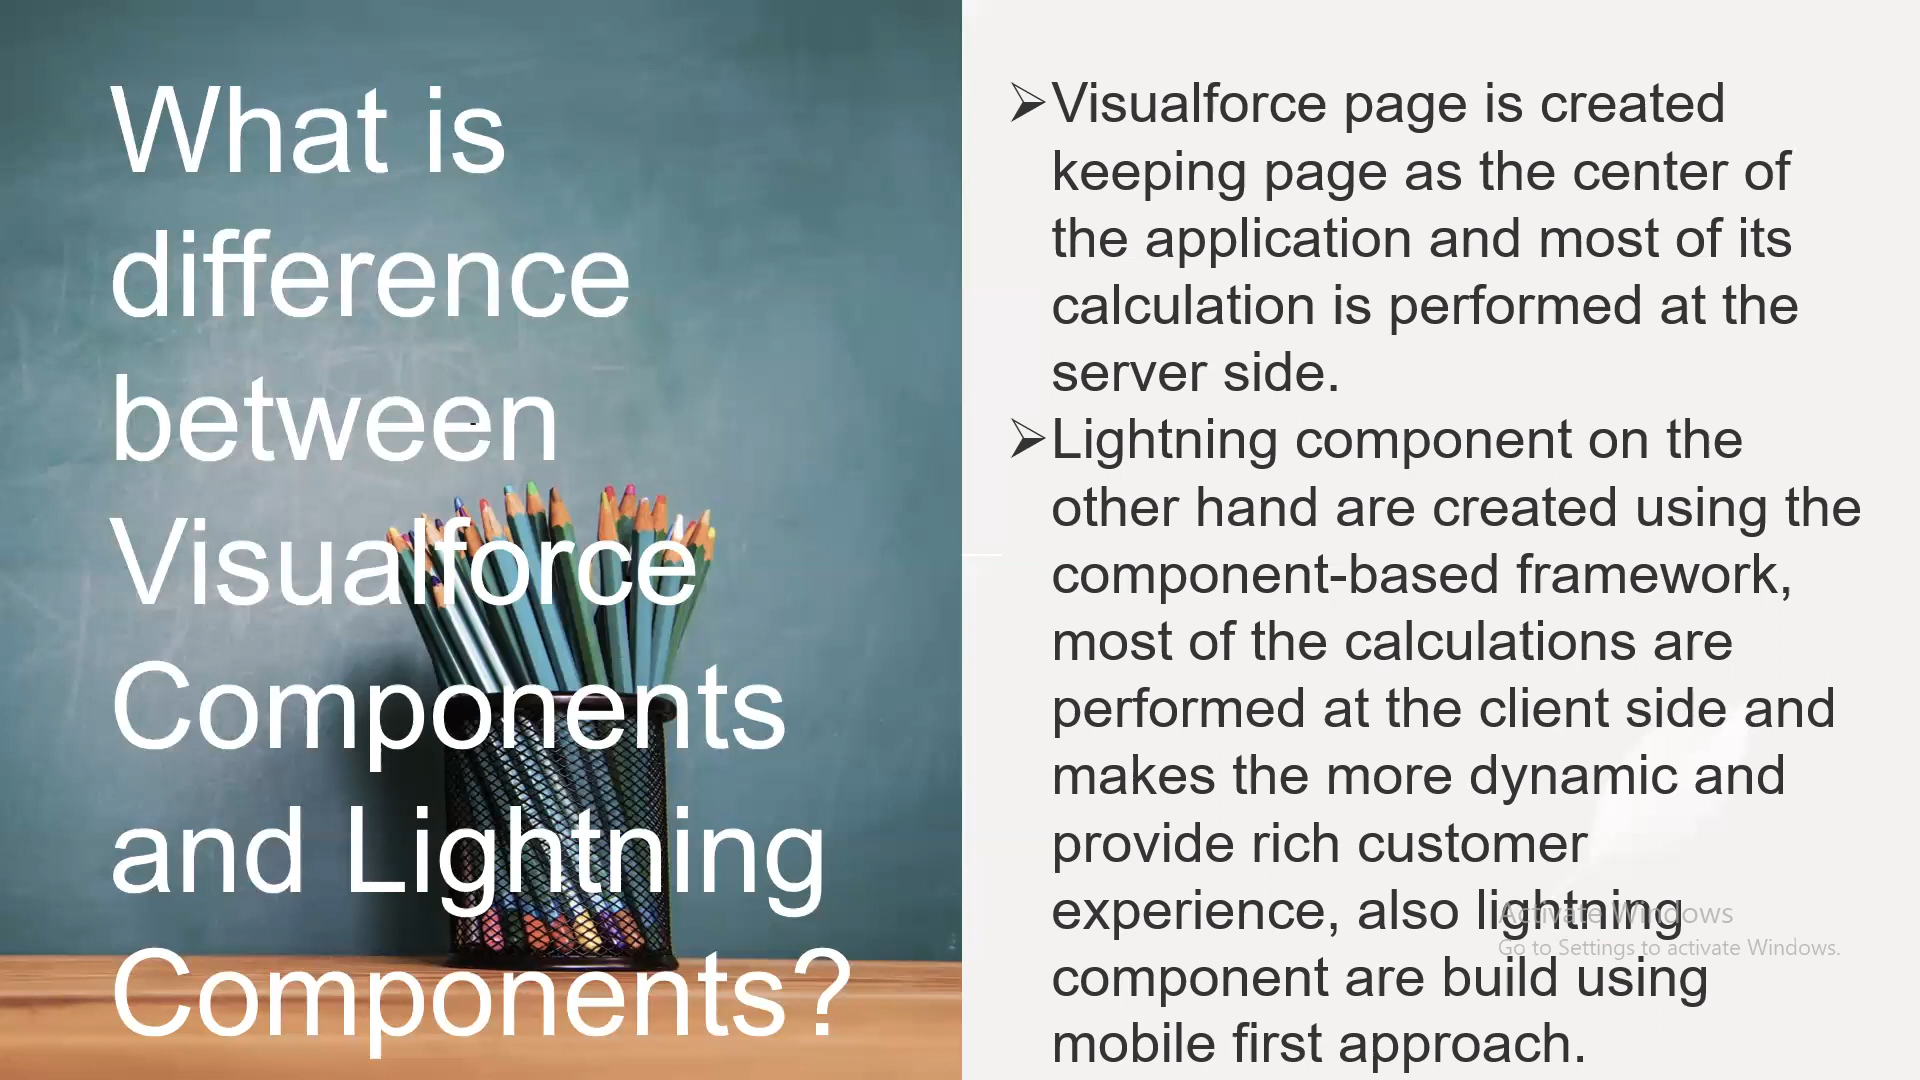 What is
difference
between
Visualforce
Components
and Lightning
Components?
➢Visualforce page is created
keeping page as the center of
the application and most of its
calculation is performed at the
server side.
➢Lightning component on the
other hand are created using the
component-based framework,
most of the calculations are
performed at the client side and
makes the more dynamic and
provide rich customer
experience, also lightning
component are build using
mobile first approach.
Activate Windows
Go to Settings to activate Windows.